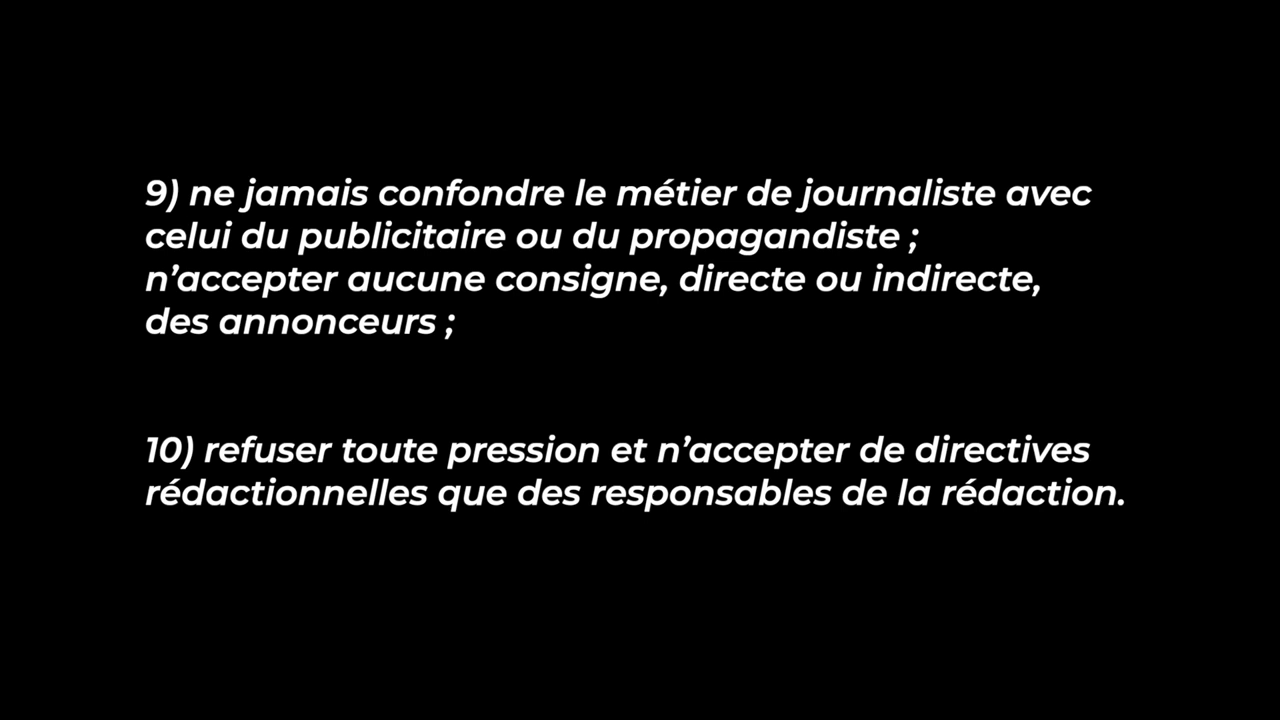 9) ne jamais confondre le métier de journaliste avec
celui du publicitaire ou du propagandiste ;
n’accepter aucune consigne, directe ou indirecte,
des annonceurs ;
10) refuser toute pression et n’accepter de directives
rédactionnelles que des responsables de la rédaction.